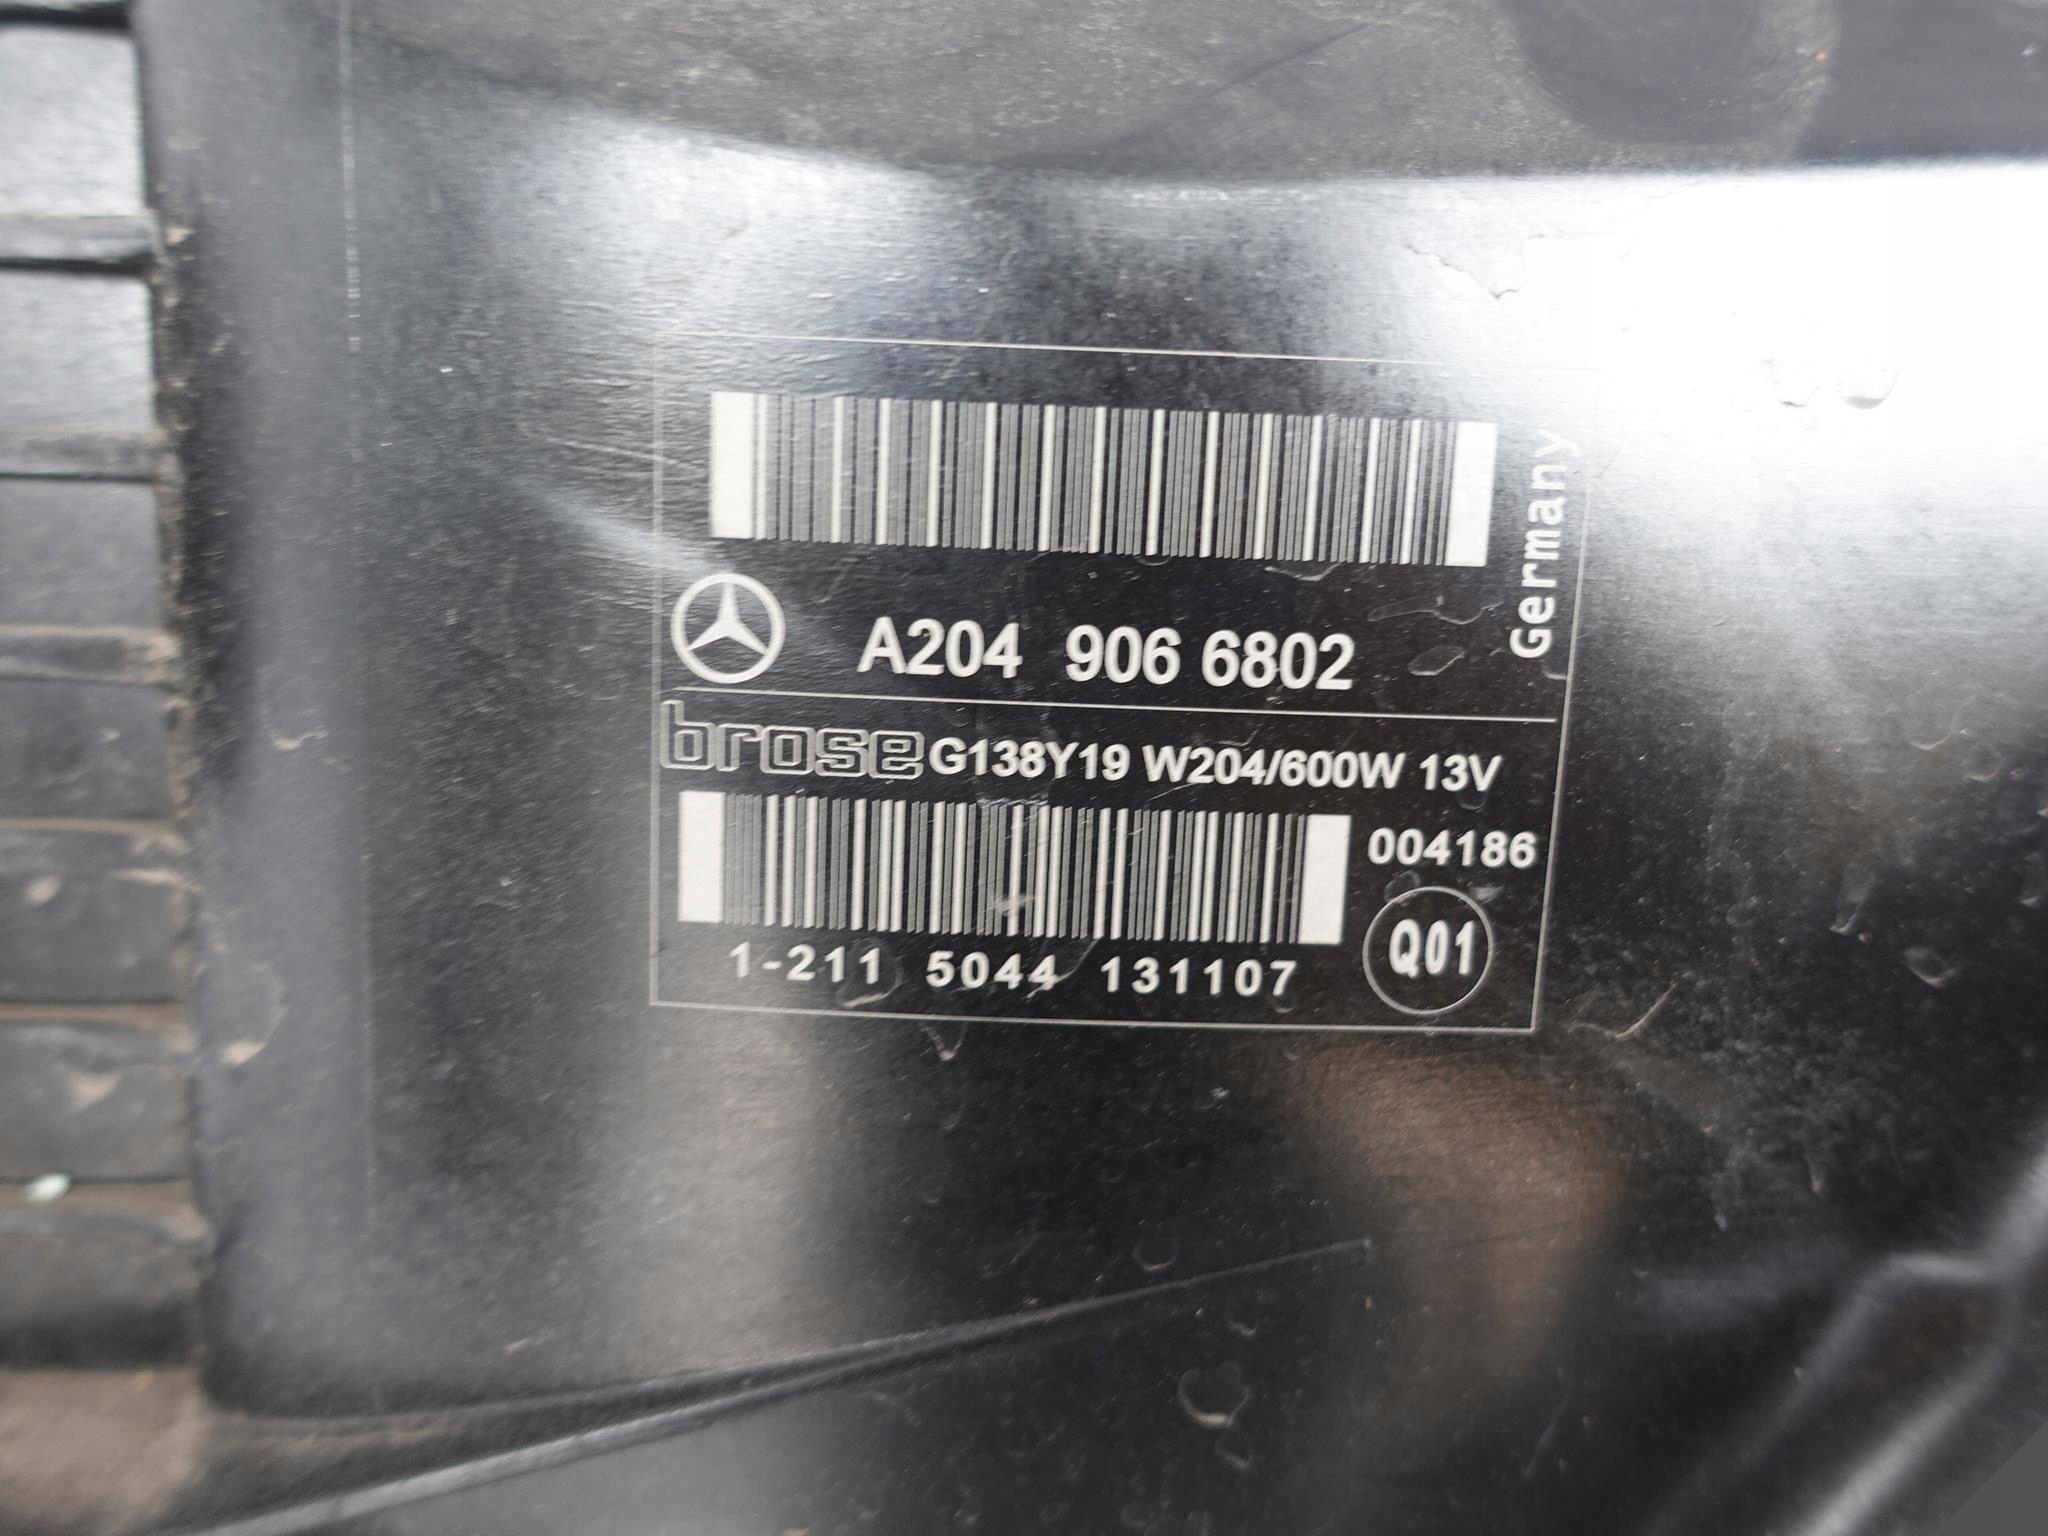 Germany
A204 906 6802
brose G138Y19 W204/600W 13V
004186
Q01
1-211 5044 131107